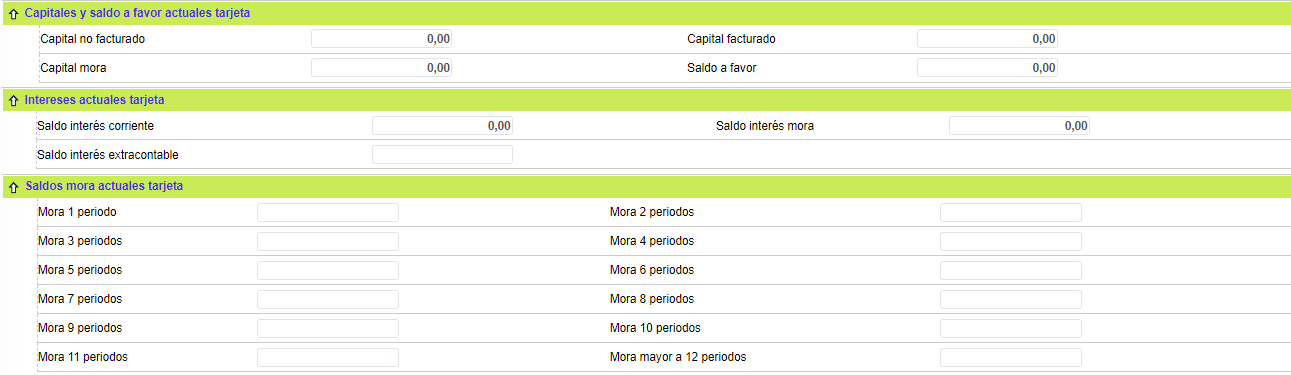 Capitales y saldo a favor actuales tarjeta
Capital no facturado 0,00 Capital facturado 0,00
Capital mora 0,00 Saldo a favor 0,00
Intereses actuales tarjeta
Saldo interés corriente 0,00 Saldo interés mora 0,00
Saldo interés extracontable
Saldos mora actuales tarjeta
Mora 1 periodo Mora 2 periodos
Mora 3 periodos Mora 4 periodos
Mora 5 periodos Mora 6 periodos
Mora 7 periodos Mora 8 periodos
Mora 9 periodos Mora 10 periodos
Mora 11 periodos Mora mayor a 12 periodos